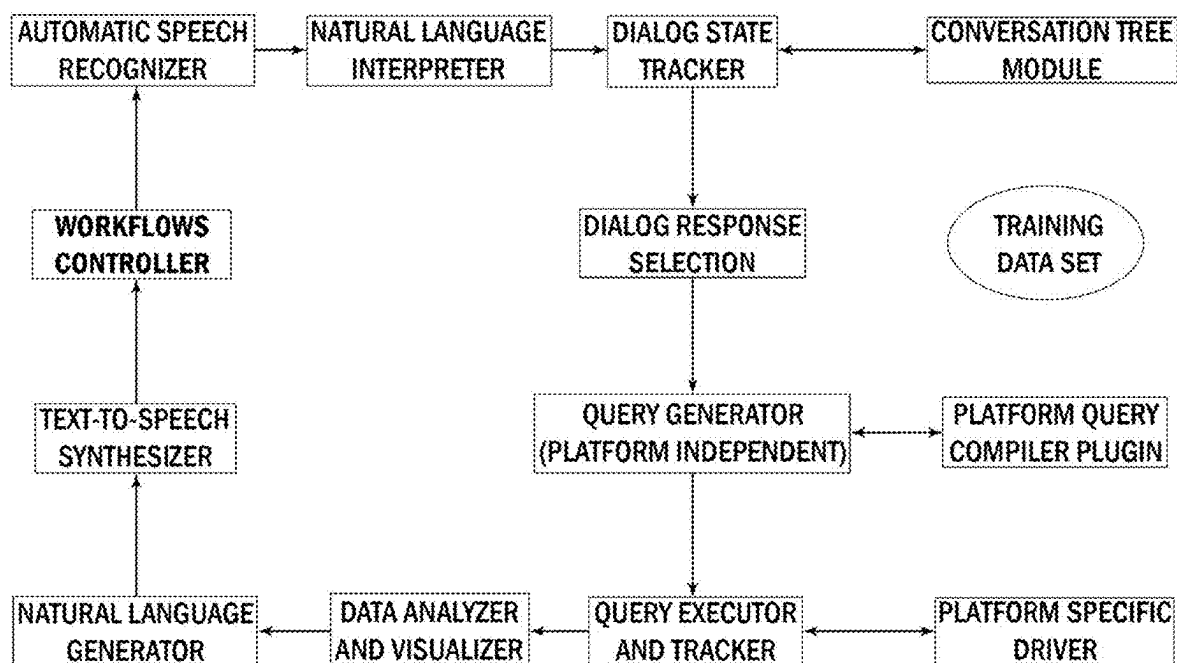 AUTOMATIC SPEECH
RECOGNIZER
NATURAL LANGUAGE
INTERPRETER
DIALOG STATE
TRACKER
CONVERSATION TREE
MODULE
WORKFLOWS
CONTROLLER
DIALOG RESPONSE
SELECTION
TRAINING
DATA SET
TEXT-TO-SPEECH
SYNTHESIZER
QUERY GENERATOR
(PLATFORM INDEPENDENT)
PLATFORM QUERY
COMPILER PLUGIN
NATURAL LANGUAGE
GENERATOR
DATA ANALYZER
AND VISUALIZER
QUERY EXECUTOR
AND TRACKER
PLATFORM SPECIFIC
DRIVER